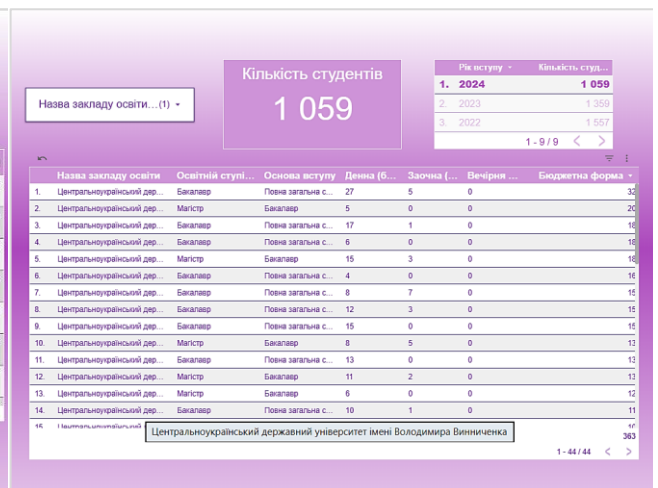 Кількість студентів
1 059
Назва закладу освіти…(1)
Рік вступу Кількість студ…
1. 2024 1 059
2. 2023 1 359
3. 2022 1 557
1 - 9 / 9 < >
Назва закладу освіти Освітній ступі… Основа вступу Денна (б… Заочна (… Вечірня … Бюджетна форма
1. Центральноукраїнський дер… Бакалавр Повна загальна с… 27 5 0 32
2. Центральноукраїнський дер… Магістр Бакалавр 5 0 0 20
3. Центральноукраїнський дер… Бакалавр Повна загальна с… 17 1 0 18
4. Центральноукраїнський дер… Бакалавр Повна загальна с… 6 0 0 18
5. Центральноукраїнський дер… Магістр Бакалавр 15 3 0 18
6. Центральноукраїнський дер… Бакалавр Повна загальна с… 4 0 0 16
7. Центральноукраїнський дер… Бакалавр Повна загальна с… 8 7 0 15
8. Центральноукраїнський дер… Бакалавр Повна загальна с… 12 3 0 15
9. Центральноукраїнський дер… Бакалавр Повна загальна с… 15 0 0 15
10. Центральноукраїнський дер… Магістр Бакалавр 8 5 0 13
11. Центральноукраїнський дер… Бакалавр Повна загальна с… 13 0 0 13
12. Центральноукраїнський дер… Магістр Бакалавр 11 2 0 13
13. Центральноукраїнський дер… Магістр Бакалавр 6 0 0 12
14. Центральноукраїнський дер… Бакалавр Повна загальна с… 10 1 0 11
Центральноукраїнський державний університет імені Володимира Винниченка
363
1 - 44 / 44 < >